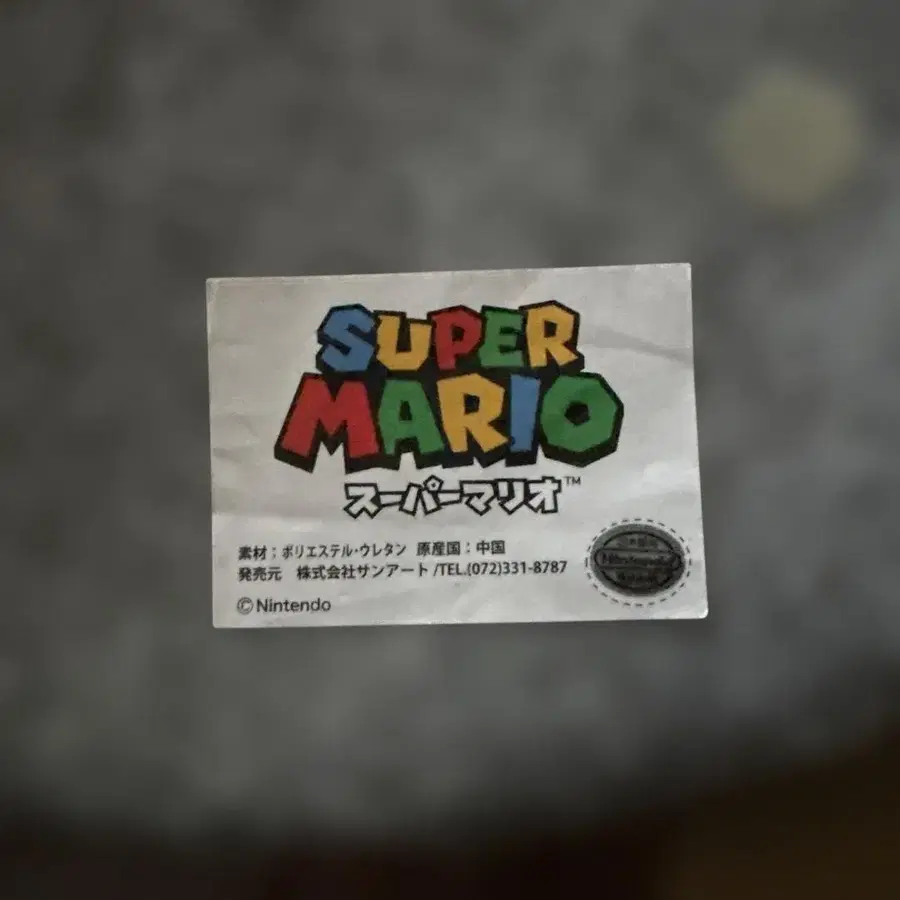 SUPER
MARIO
スーパーマリオ™
素材：ポリエステル・ウレタン 原産国：中国
発売元 株式会社サンアート/TEL.(072)331-8787
©Nintendo
Nintendo